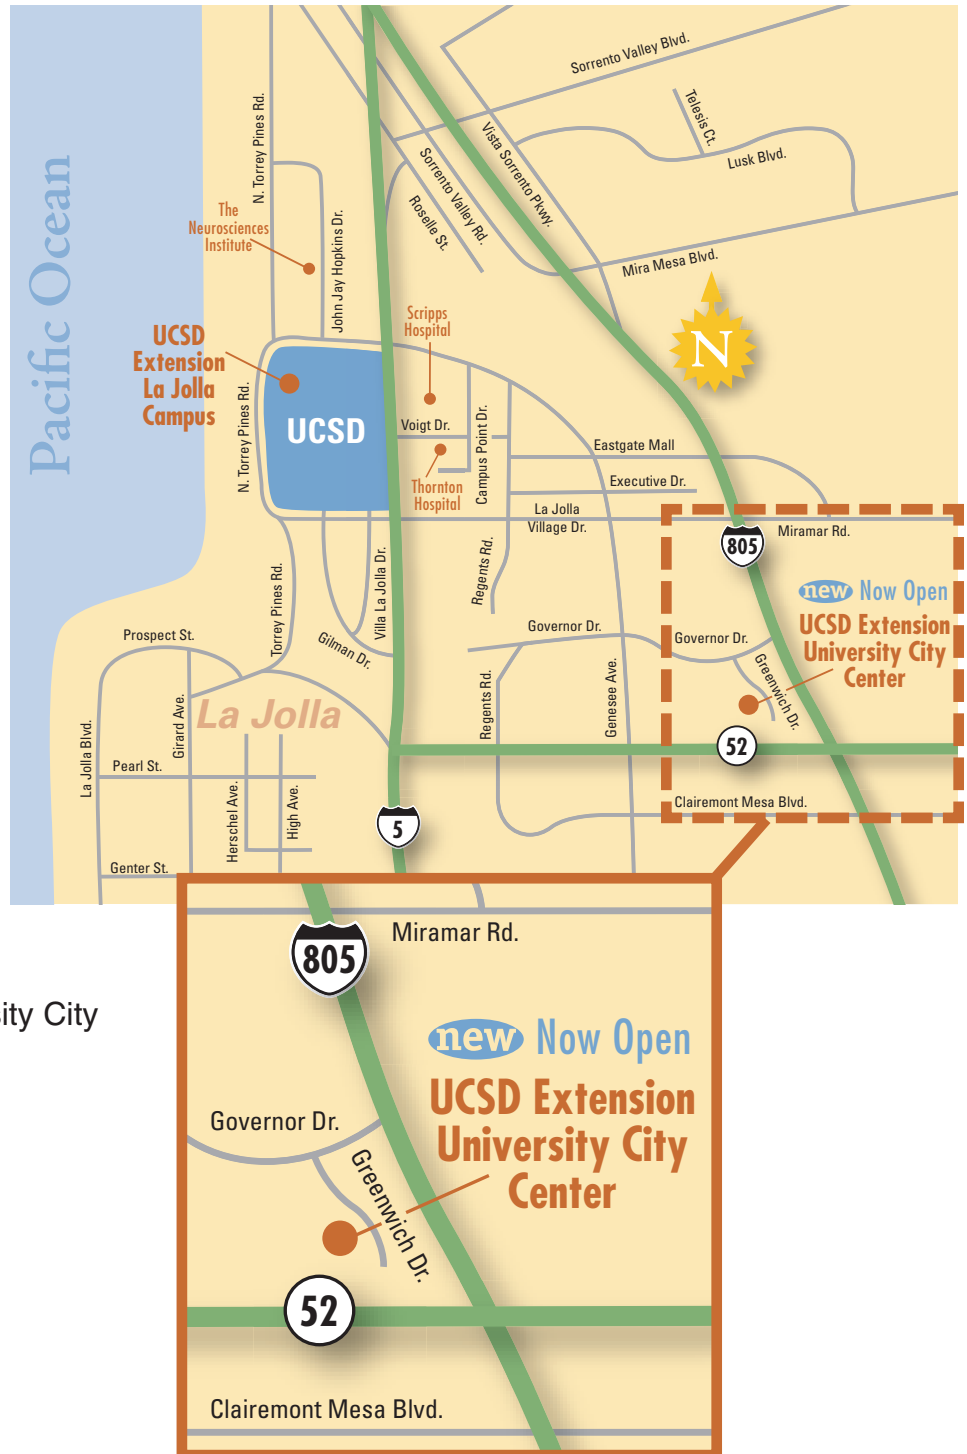 Sorrento Valley Blvd.
Telesis Ct.
Lusk Blvd.
Vista Sorrento Pkwy.
N. Torrey Pines Rd.
Sorrento Valley Rd.
Roselle St.
Pacific Ocean
The
Neurosciences
Institute
John Jay Hopkins Dr.
Mira Mesa Blvd.
N
Scripps
Hospital
UCSD
Extension
La Jolla
Campus
UCSD
N. Torrey Pines Rd.
Voigt Dr.
Campus Point Dr.
Eastgate Mall
Thornton
Hospital
Executive Dr.
La Jolla
Village Dr.
Miramar Rd.
805
Regents Rd.
Villa La Jolla Dr.
Torrey Pines Rd.
new Now Open
UCSD Extension
University City
Center
Prospect St.
Gilman Dr.
Governor Dr.
Governor Dr.
Greenwich Dr.
La Jolla
Girard Ave.
La Jolla Blvd.
Regents Rd.
Genesee Ave.
52
Pearl St.
Herschel Ave.
High Ave.
5
Clairemont Mesa Blvd.
Genter St.
Miramar Rd.
805
ity City
new Now Open
UCSD Extension
University City
Center
Governor Dr.
Greenwich Dr.
52
Clairemont Mesa Blvd.